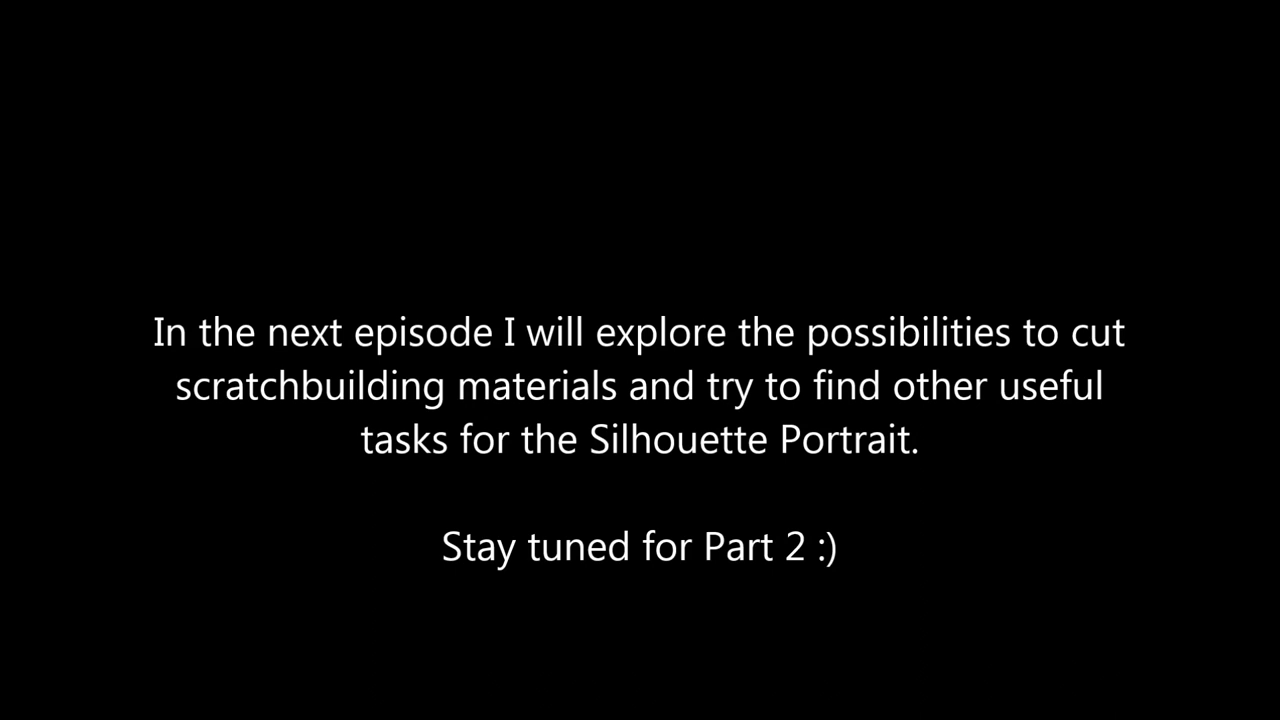 In the next episode I will explore the possibilities to cut
scratchbuilding materials and try to find other useful
tasks for the Silhouette Portrait.
Stay tuned for Part 2 :)